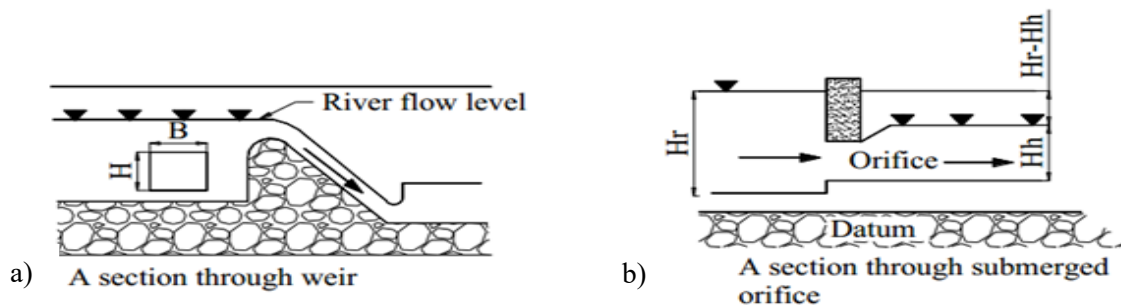 River flow level
B
H
a) A section through weir
Hr-Hh
Hr
Orifice
Hh
Datum
b) A section through submerged
orifice